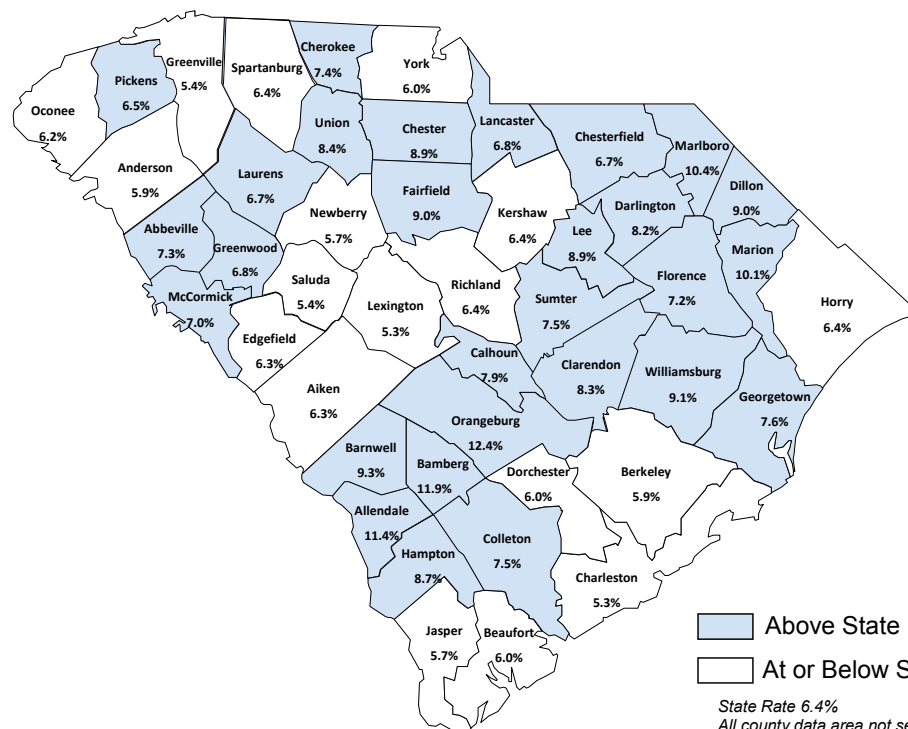 Cherokee
7.4%
York
6.0%
Greenville
5.4%
Spartanburg
6.4%
Pickens
6.5%
Oconee
6.2%
Union
8.4%
Chester
8.9%
Lancaster
6.8%
Chesterfield
6.7%
Marlboro
10.4%
Anderson
5.9%
Laurens
6.7%
Dillon
9.0%
Fairfield
9.0%
Newberry
5.7%
Kershaw
6.4%
Darlington
8.2%
Lee
8.9%
Abbeville
7.3%
Greenwood
6.8%
Marion
10.1%
Saluda
5.4%
Richland
6.4%
Florence
7.2%
McCormick
7.0%
Lexington
5.3%
Sumter
7.5%
Horry
6.4%
Edgefield
6.3%
Calhoun
7.9%
Clarendon
8.3%
Williamsburg
9.1%
Aiken
6.3%
Georgetown
7.6%
Orangeburg
12.4%
Barnwell
9.3%
Bamberg
11.9%
Dorchester
6.0%
Berkeley
5.9%
Allendale
11.4%
Hampton
8.7%
Colleton
7.5%
Charleston
5.3%
Jasper
5.7%
Beaufort
6.0%
Above State
At or Below S
State Rate 6.4%
All county data area not se